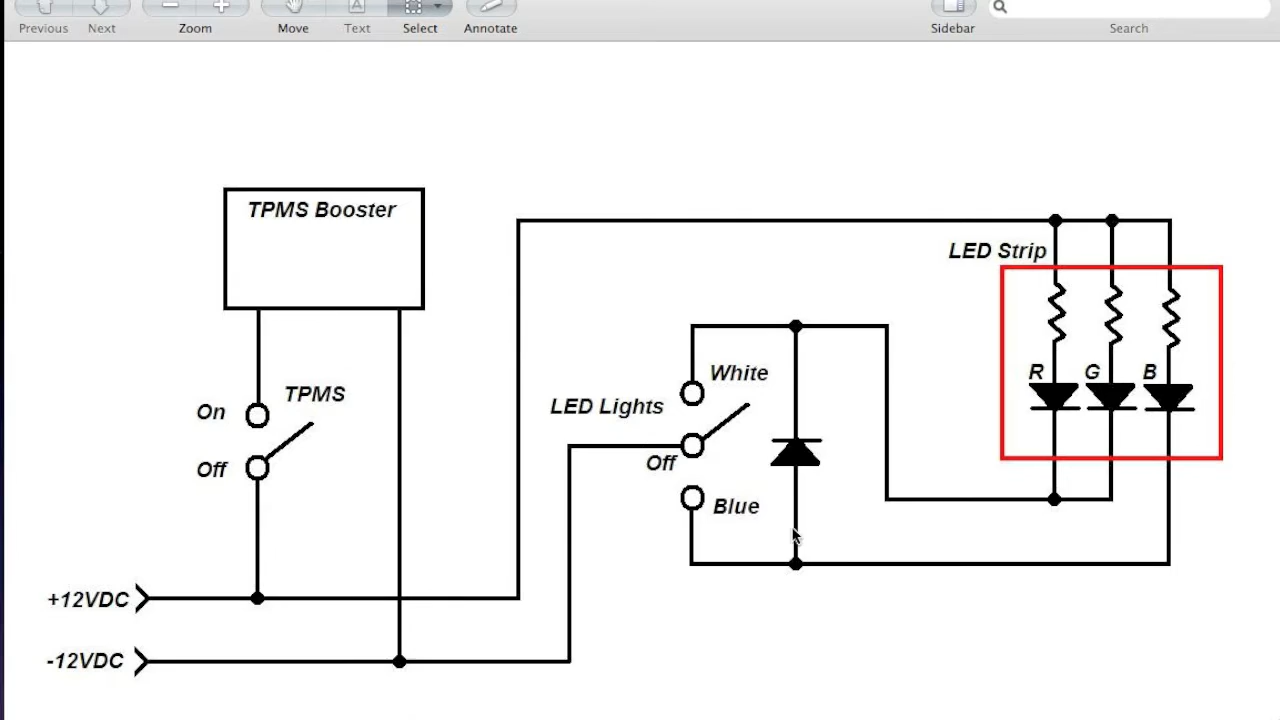 Previous Next Zoom Move Text Select Annotate Sidebar Search
TPMS Booster
LED Strip
R G B
White
TPMS
On
LED Lights
Off
Off
Blue
+12VDC
-12VDC